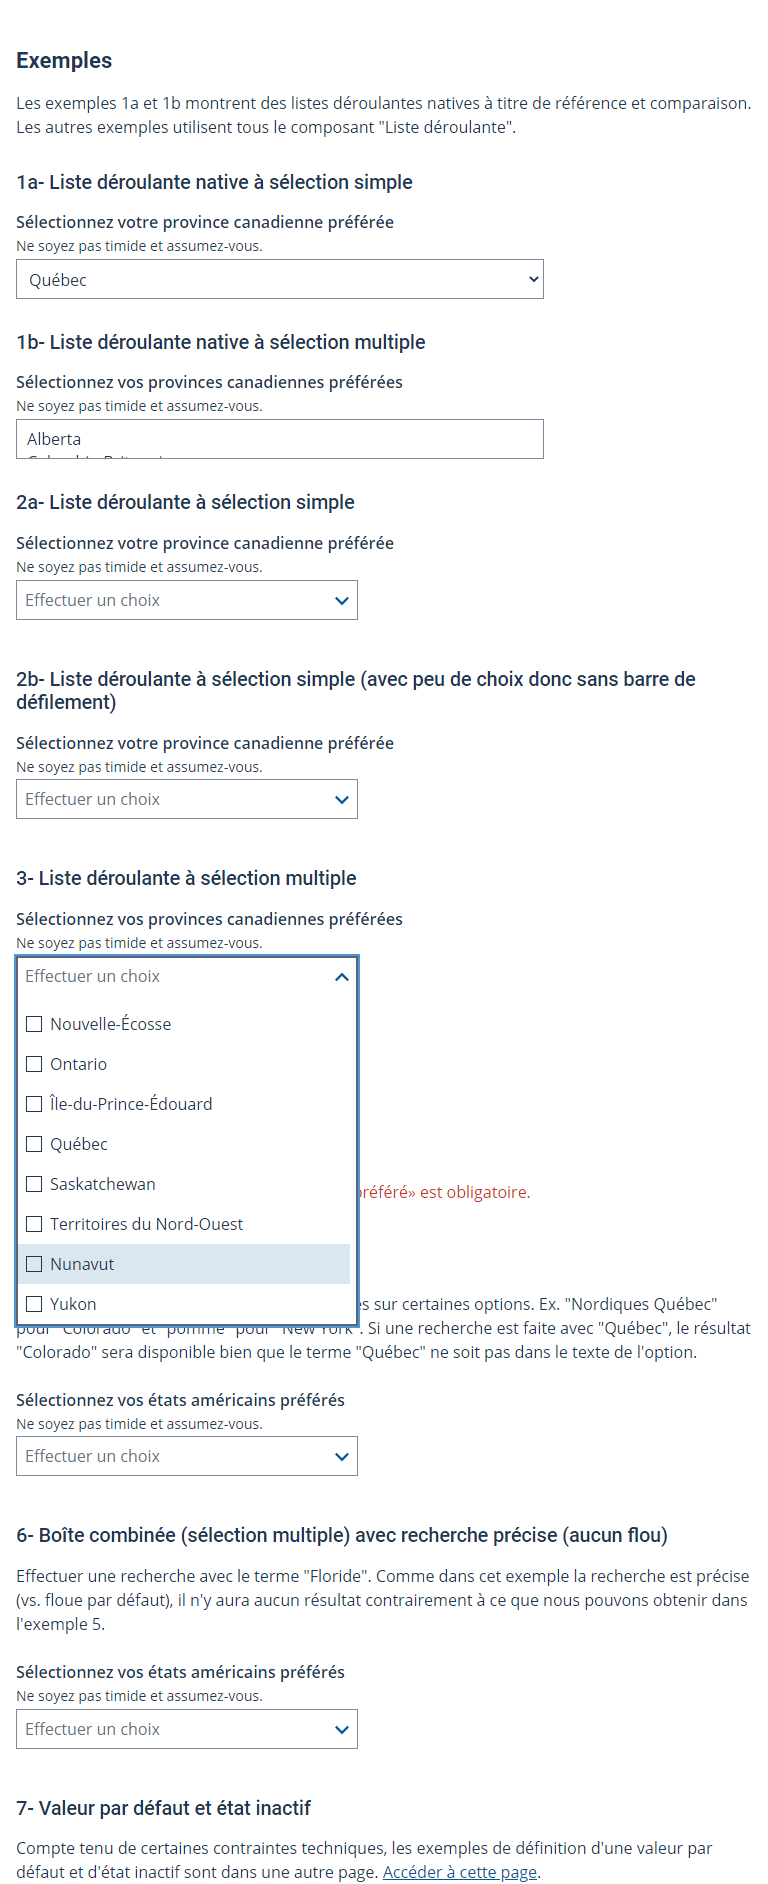 Exemples
Les exemples 1a et 1b montrent des listes déroulantes natives à titre de référence et comparaison.
Les autres exemples utilisent tous le composant "Liste déroulante".
1a- Liste déroulante native à sélection simple
Sélectionnez votre province canadienne préférée
Ne soyez pas timide et assumez-vous.
Québec
1b- Liste déroulante native à sélection multiple
Sélectionnez vos provinces canadiennes préférées
Ne soyez pas timide et assumez-vous.
Alberta
2a- Liste déroulante à sélection simple
Sélectionnez votre province canadienne préférée
Ne soyez pas timide et assumez-vous.
Effectuer un choix
2b- Liste déroulante à sélection simple (avec peu de choix donc sans barre de
défilement)
Sélectionnez votre province canadienne préférée
Ne soyez pas timide et assumez-vous.
Effectuer un choix
3- Liste déroulante à sélection multiple
Sélectionnez vos provinces canadiennes préférées
Ne soyez pas timide et assumez-vous.
Effectuer un choix
Nouvelle-Écosse
Ontario
Île-du-Prince-Édouard
Québec
Saskatchewan
préféré» est obligatoire.
Territoires du Nord-Ouest
Nunavut
Yukon
s sur certaines options. Ex. "Nordiques Québec"
pour "Colorado" et "pomme" pour "New York". Si une recherche est faite avec "Québec", le résultat
"Colorado" sera disponible bien que le terme "Québec" ne soit pas dans le texte de l'option.
Sélectionnez vos états américains préférés
Ne soyez pas timide et assumez-vous.
Effectuer un choix
6- Boîte combinée (sélection multiple) avec recherche précise (aucun flou)
Effectuer une recherche avec le terme "Floride". Comme dans cet exemple la recherche est précise
(vs. floue par défaut), il n'y aura aucun résultat contrairement à ce que nous pouvons obtenir dans
l'exemple 5.
Sélectionnez vos états américains préférés
Ne soyez pas timide et assumez-vous.
Effectuer un choix
7- Valeur par défaut et état inactif
Compte tenu de certaines contraintes techniques, les exemples de définition d'une valeur par
défaut et d'état inactif sont dans une autre page. Accéder à cette page.